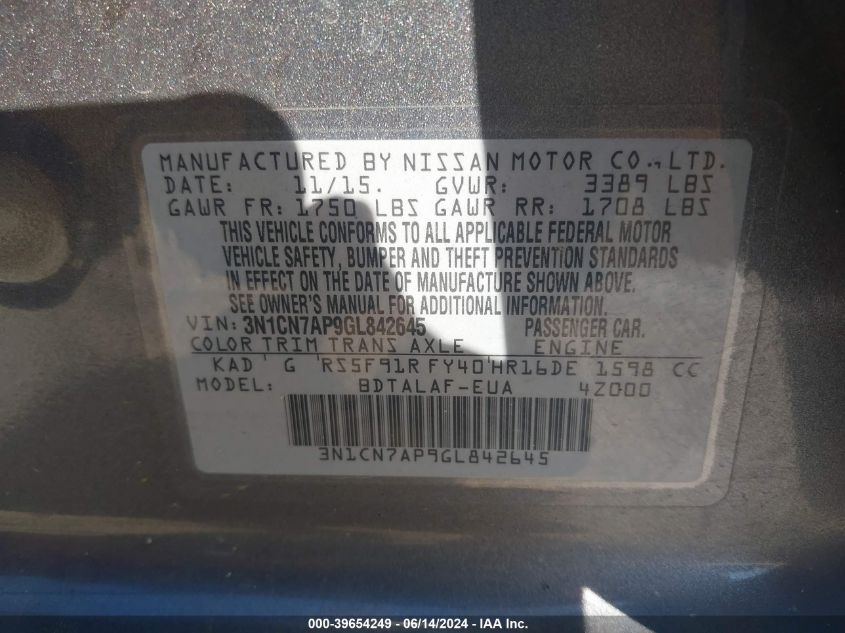 MANUFACTURED BY NISSAN MOTOR CO., LTD.
DATE: 11/15. GVWR: 3389 LBS
GAWR FR: 1750 LBS GAWR RR: 1708 LBS
THIS VEHICLE CONFORMS TO ALL APPLICABLE FEDERAL MOTOR
VEHICLE SAFETY, BUMPER AND THEFT PREVENTION STANDARDS
IN EFFECT ON THE DATE OF MANUFACTURE SHOWN ABOVE.
SEE OWNER'S MANUAL FOR ADDITIONAL INFORMATION.
VIN: 3N1CN7AP9GL842645 PASSENGER CAR.
COLOR TRIM TRANS AXLE ENGINE
KAD ' G 'RS5F91R FY40'HR16DE 1598 CC
MODEL: BDTALAF-EUA 4Z000
3N1CN7AP9GL842645
000-39654249 - 06/14/2024 - IAA Inc.